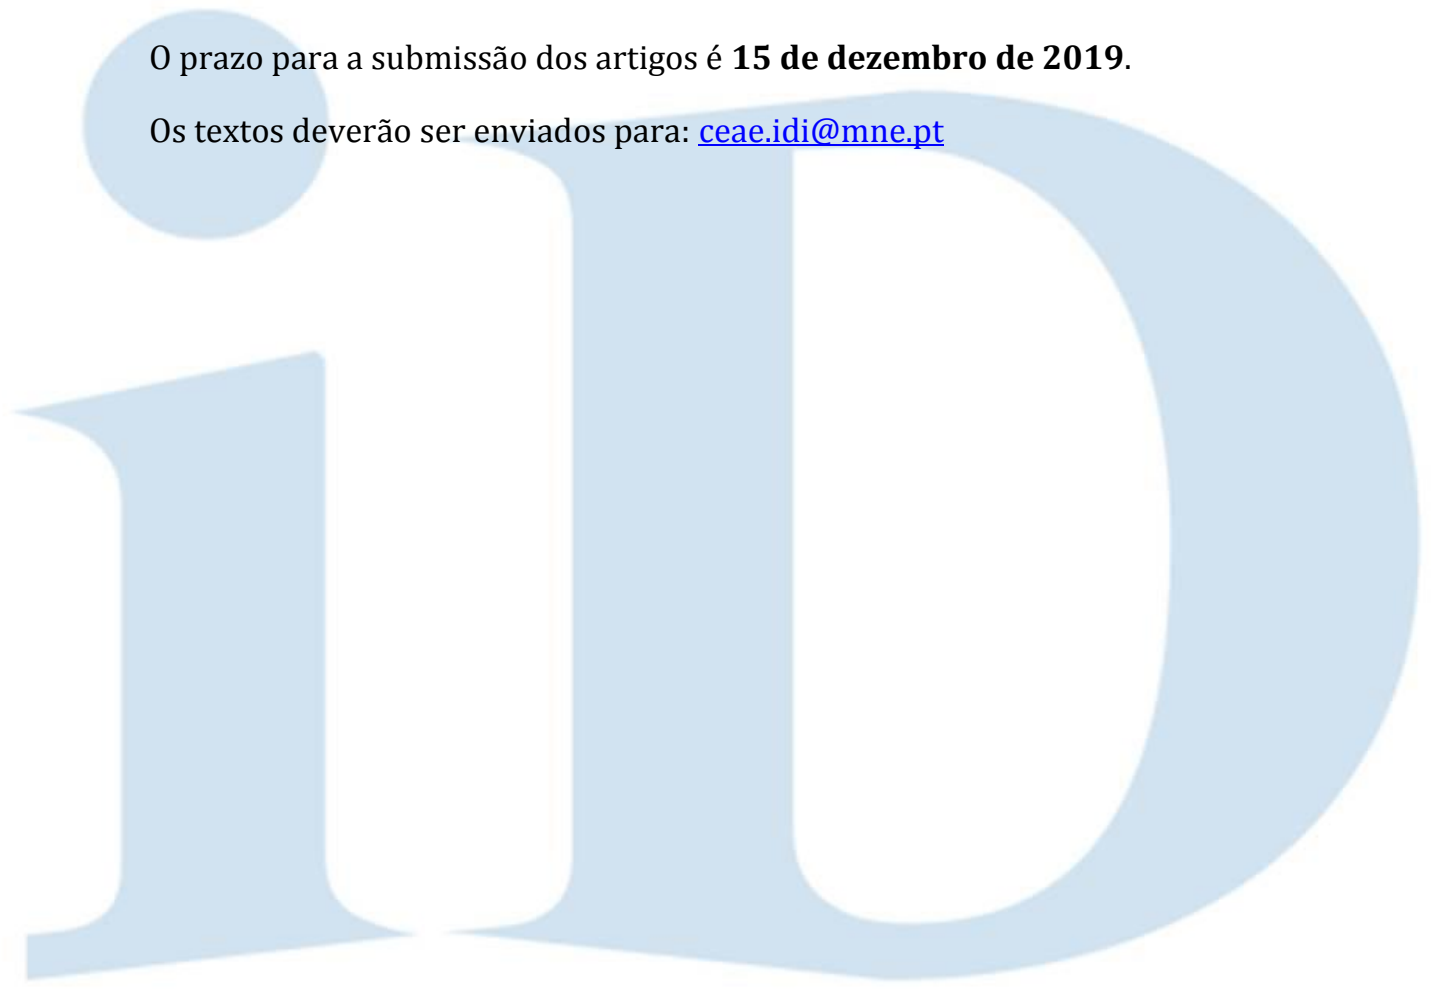 O prazo para a submissão dos artigos é 15 de dezembro de 2019.
Os textos deverão ser enviados para: ceae.idi@mne.pt
iD